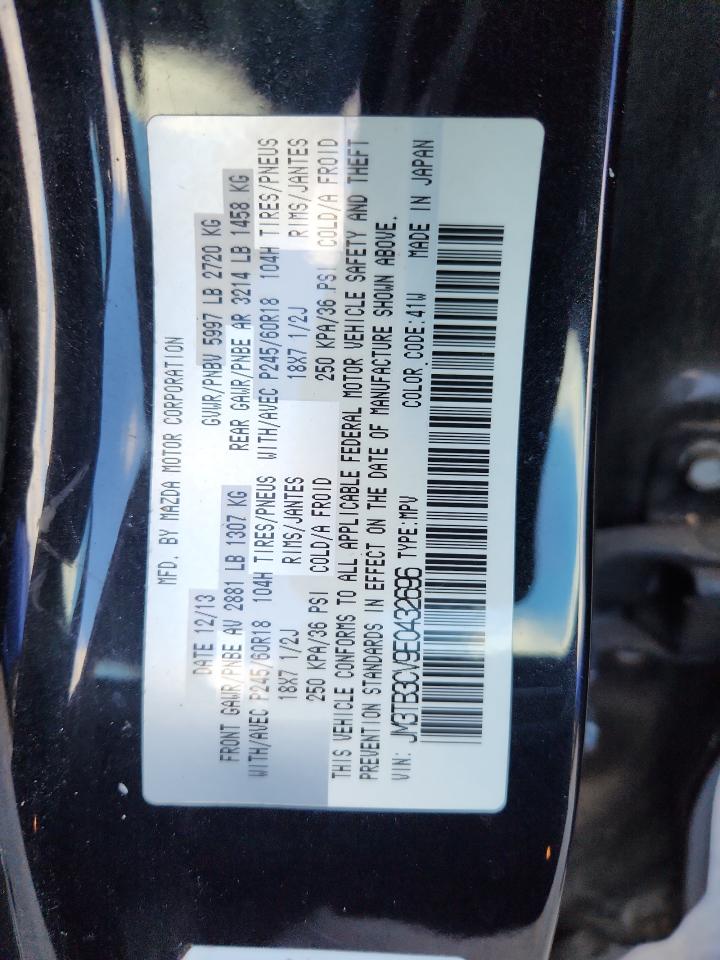 MFD. BY MAZDA MOTOR CORPORATION
DATE 12/13 GVWR/PNBV 5997 LB 2720 KG
FRONT GAWR/PNBE AV 2881 LB 1307 KG REAR GAWR/PNBE AR 3214 LB 1458 KG
WITH/AVEC P245/60R18 104H TIRES/PNEUS WITH/AVEC P245/60R18 104H TIRES/PNEUS
18X7 1/2J RIMS/JANTES 18X7 1/2J RIMS/JANTES
250 KPA/36 PSI COLD/A FROID 250 KPA/36 PSI COLD/A FROID
THIS VEHICLE CONFORMS TO ALL APPLICABLE FEDERAL MOTOR VEHICLE SAFETY AND THEFT
PREVENTION STANDARDS IN EFFECT ON THE DATE OF MANUFACTURE SHOWN ABOVE.
VIN: JM3TB3CV9E0432696 TYPE:MPV COLOR CODE:41W MADE IN JAPAN